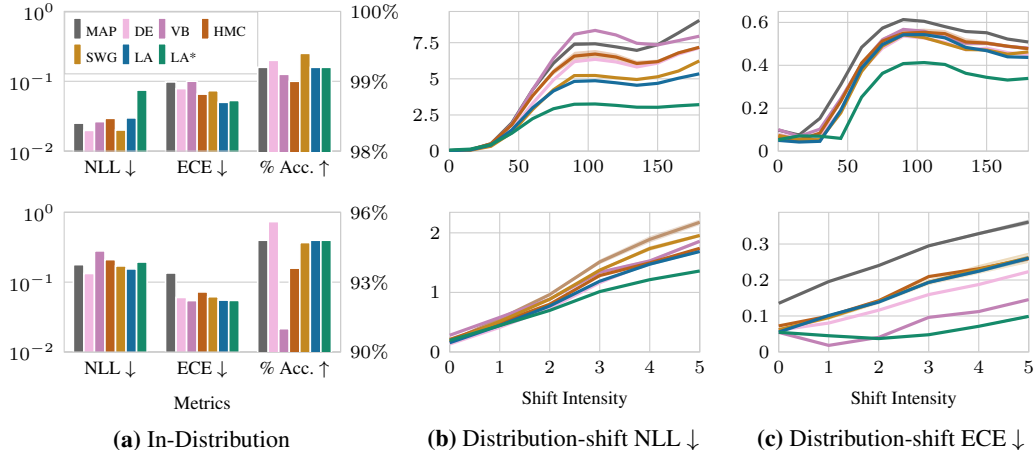 10⁰ 100%
MAP DE VB HMC
SWG LA LA*
10⁻¹ 99%
10⁻² 98%
NLL ↓ ECE ↓ % Acc. ↑
7.5
5
2.5
0
0 50 100 150
0.6
0.4
0.2
0
0 50 100 150
10⁰ 96%
10⁻¹ 93%
10⁻² 90%
NLL ↓ ECE ↓ % Acc. ↑
Metrics
2
1
0
0 1 2 3 4 5
Shift Intensity
0.3
0.2
0.1
0
0 1 2 3 4 5
Shift Intensity
(a) In-Distribution
(b) Distribution-shift NLL ↓
(c) Distribution-shift ECE ↓